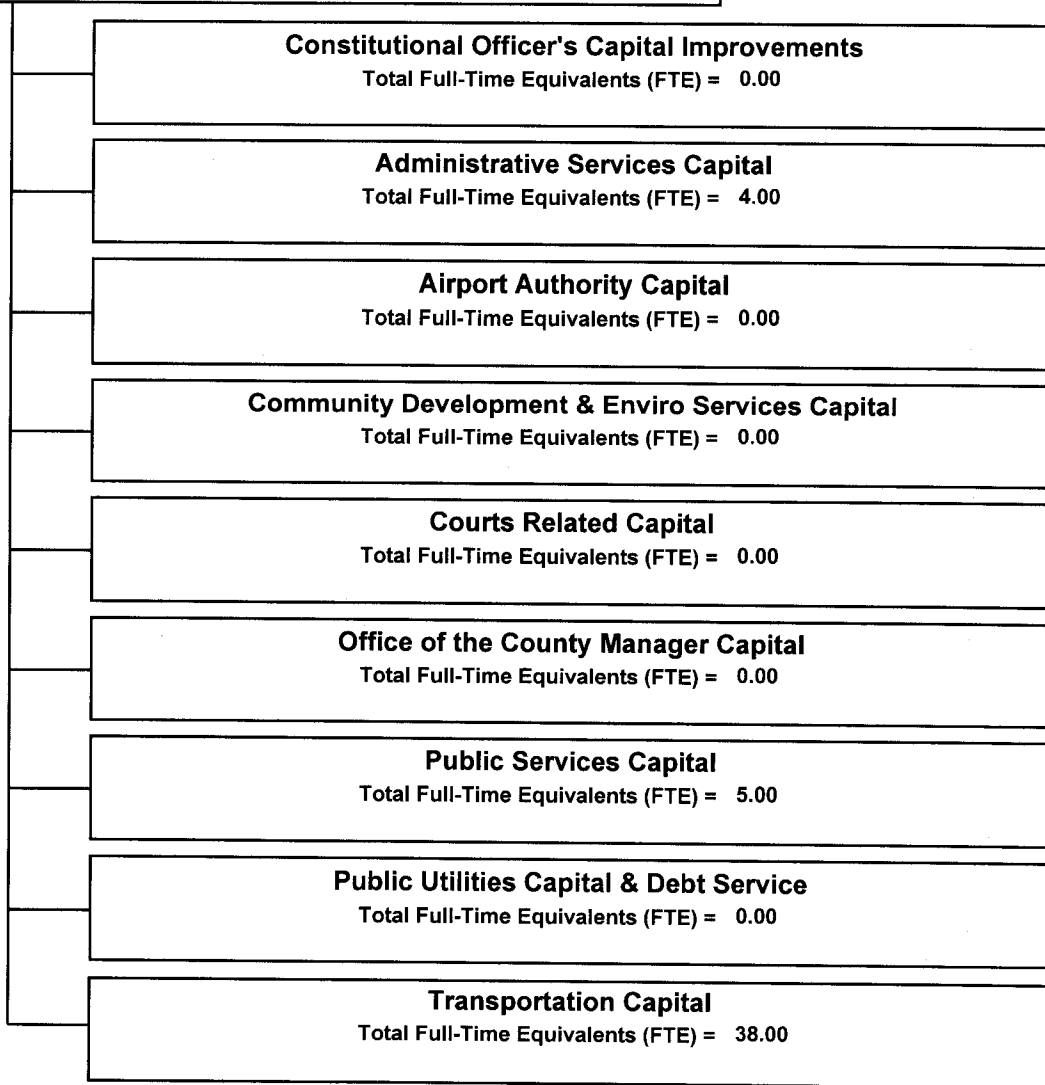 Constitutional Officer's Capital Improvements
Total Full-Time Equivalents (FTE) = 0.00
Administrative Services Capital
Total Full-Time Equivalents (FTE) = 4.00
Airport Authority Capital
Total Full-Time Equivalents (FTE) = 0.00
Community Development & Enviro Services Capital
Total Full-Time Equivalents (FTE) = 0.00
Courts Related Capital
Total Full-Time Equivalents (FTE) = 0.00
Office of the County Manager Capital
Total Full-Time Equivalents (FTE) = 0.00
Public Services Capital
Total Full-Time Equivalents (FTE) = 5.00
Public Utilities Capital & Debt Service
Total Full-Time Equivalents (FTE) = 0.00
Transportation Capital
Total Full-Time Equivalents (FTE) = 38.00